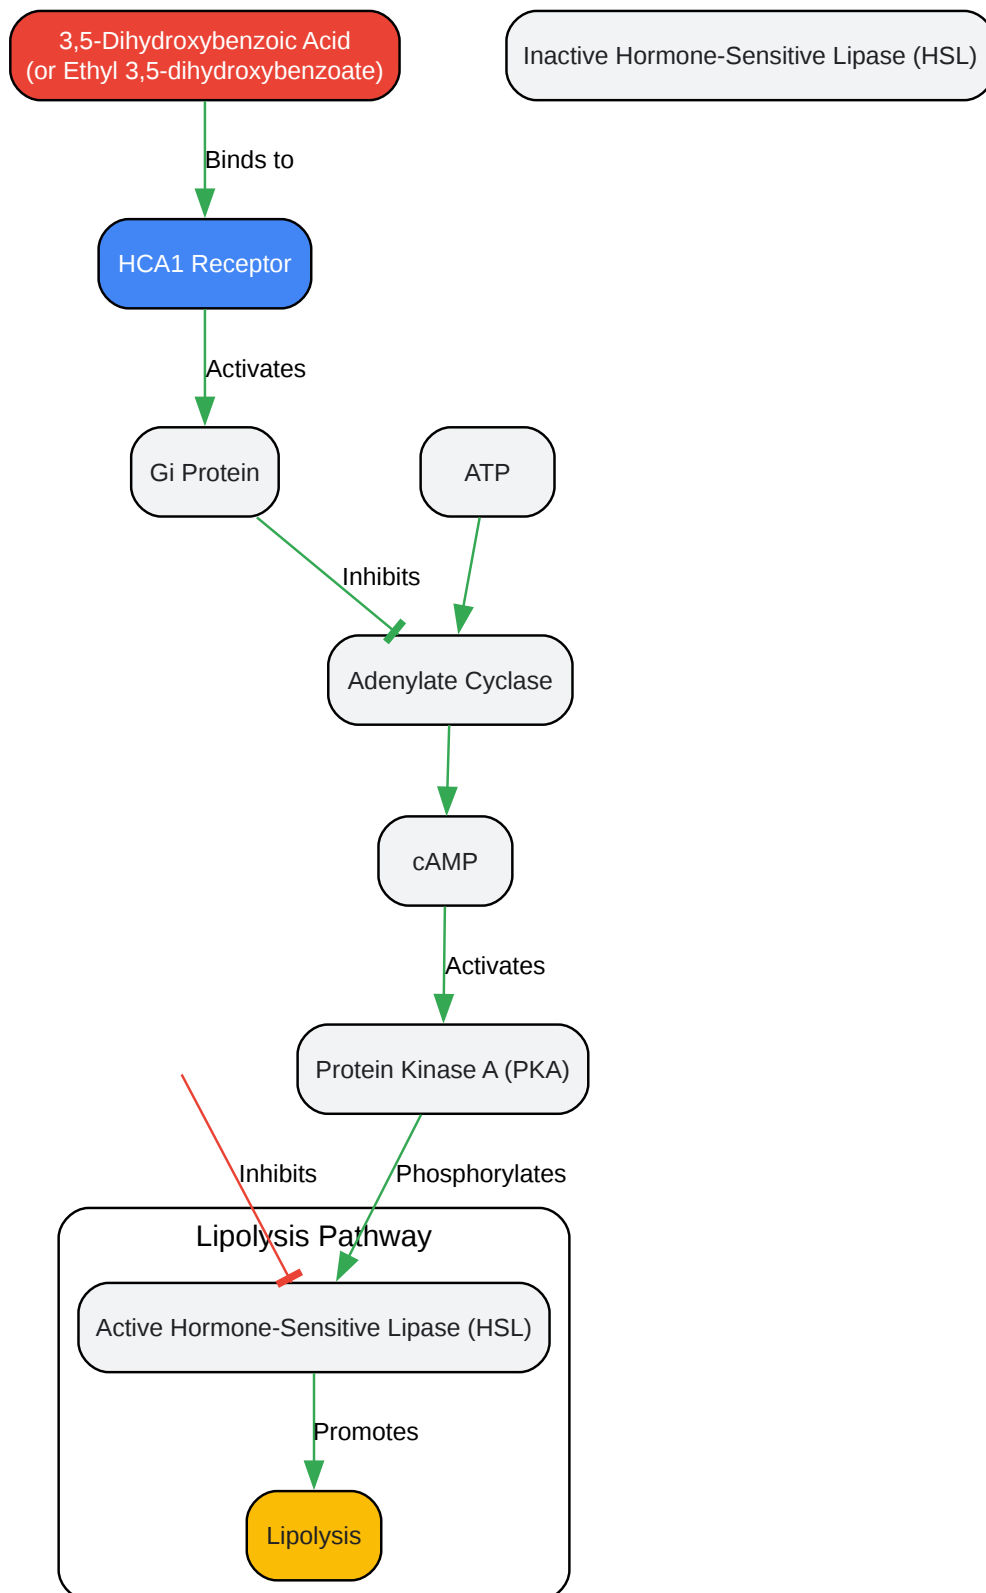 3,5-Dihydroxybenzoic Acid
(or Ethyl 3,5-dihydroxybenzoate)
Inactive Hormone-Sensitive Lipase (HSL)
Binds to
HCA1 Receptor
Activates
Gi Protein
ATP
Inhibits
Adenylate Cyclase
cAMP
Activates
Protein Kinase A (PKA)
Inhibits
Phosphorylates
Lipolysis Pathway
Active Hormone-Sensitive Lipase (HSL)
Promotes
Lipolysis